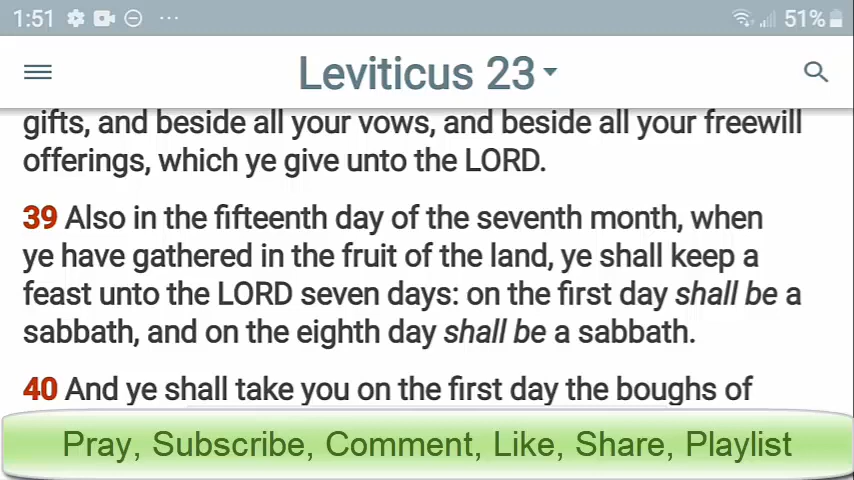 1:51 ··· 51%
Leviticus 23
gifts, and beside all your vows, and beside all your freewill
offerings, which ye give unto the LORD.
39 Also in the fifteenth day of the seventh month, when
ye have gathered in the fruit of the land, ye shall keep a
feast unto the LORD seven days: on the first day shall be a
sabbath, and on the eighth day shall be a sabbath.
40 And ye shall take you on the first day the boughs of
Pray, Subscribe, Comment, Like, Share, Playlist